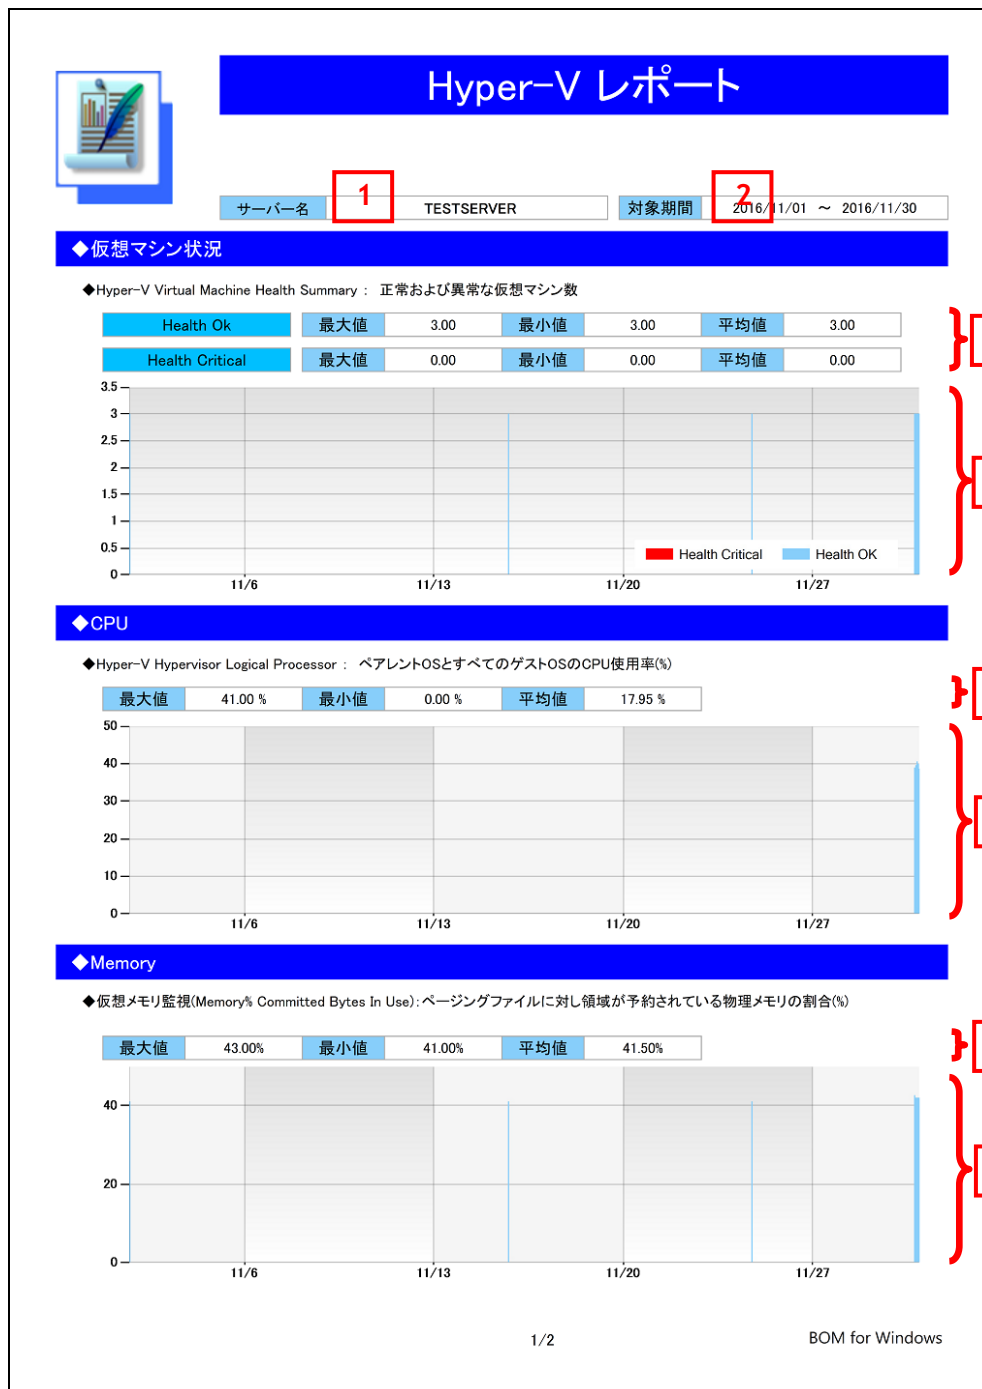 Hyper-V レポート
サーバー名 1 TESTSERVER 対象期間 2 2016/11/01 ～ 2016/11/30
◆仮想マシン状況
◆Hyper-V Virtual Machine Health Summary : 正常および異常な仮想マシン数
Health Ok 最大値 3.00 最小値 3.00 平均値 3.00
Health Critical 最大値 0.00 最小値 0.00 平均値 0.00
3.5
3
2.5
2
1.5
1
0.5
0
Health Critical Health OK
11/6 11/13 11/20 11/27
◆CPU
◆Hyper-V Hypervisor Logical Processor : ペアレントOSとすべてのゲストOSのCPU使用率(%)
最大値 41.00 % 最小値 0.00 % 平均値 17.95 %
50
40
30
20
10
0
11/6 11/13 11/20 11/27
◆Memory
◆仮想メモリ監視(Memory% Committed Bytes In Use):ページングファイルに対し領域が予約されている物理メモリの割合(%)
最大値 43.00% 最小値 41.00% 平均値 41.50%
40
20
0
11/6 11/13 11/20 11/27
1/2 BOM for Windows